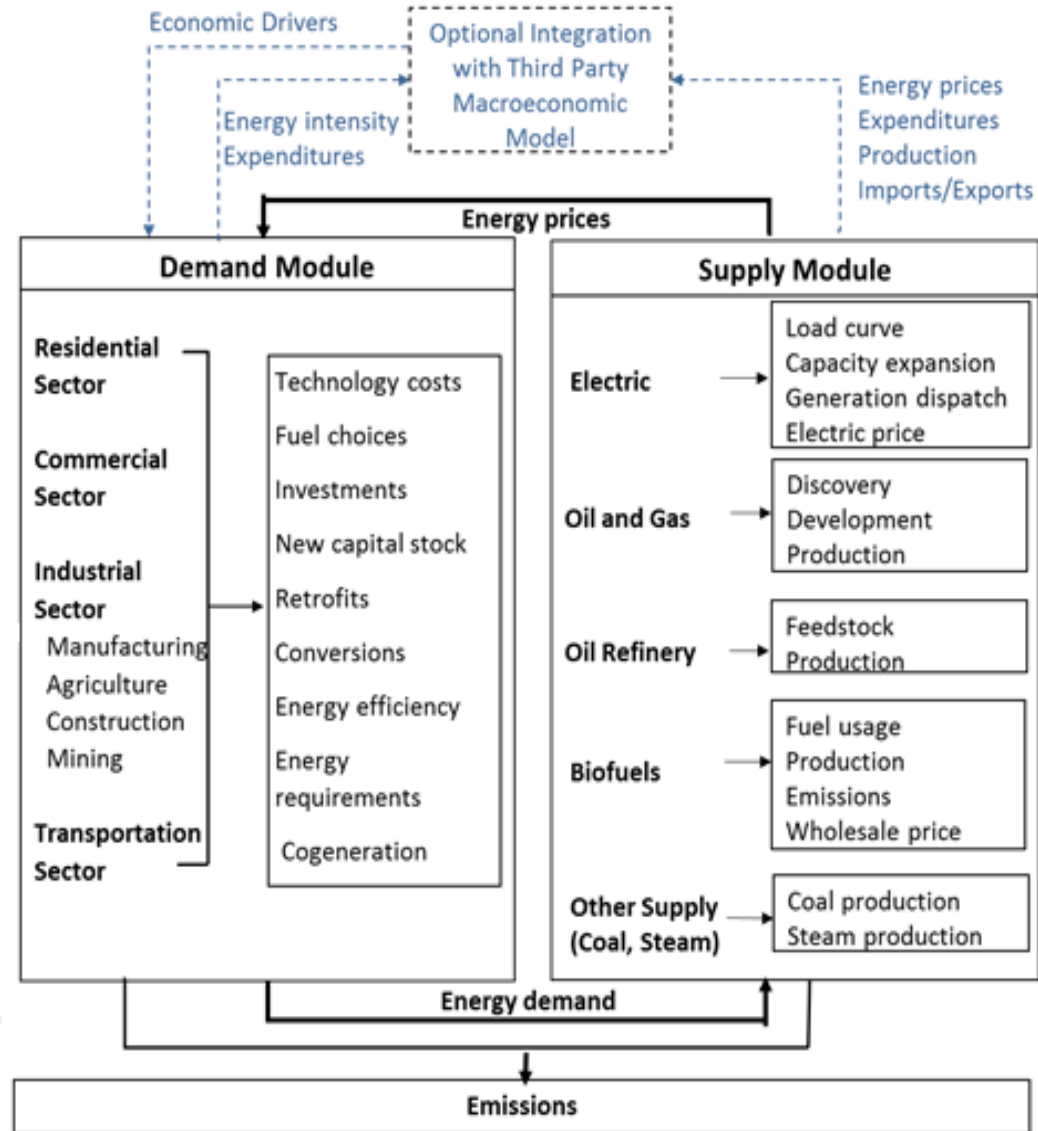 Economic Drivers
Optional Integration
with Third Party
Macroeconomic
Model
Energy intensity
Expenditures
Energy prices
Expenditures
Production
Imports/Exports
Energy prices
Demand Module
Residential
Sector
Commercial
Sector
Industrial
Sector
Manufacturing
Agriculture
Construction
Mining
Transportation
Sector
Technology costs
Fuel choices
Investments
New capital stock
Retrofits
Conversions
Energy efficiency
Energy
requirements
Cogeneration
Supply Module
Electric
Load curve
Capacity expansion
Generation dispatch
Electric price
Oil and Gas
Discovery
Development
Production
Oil Refinery
Feedstock
Production
Biofuels
Fuel usage
Production
Emissions
Wholesale price
Other Supply
(Coal, Steam)
Coal production
Steam production
Energy demand
Emissions